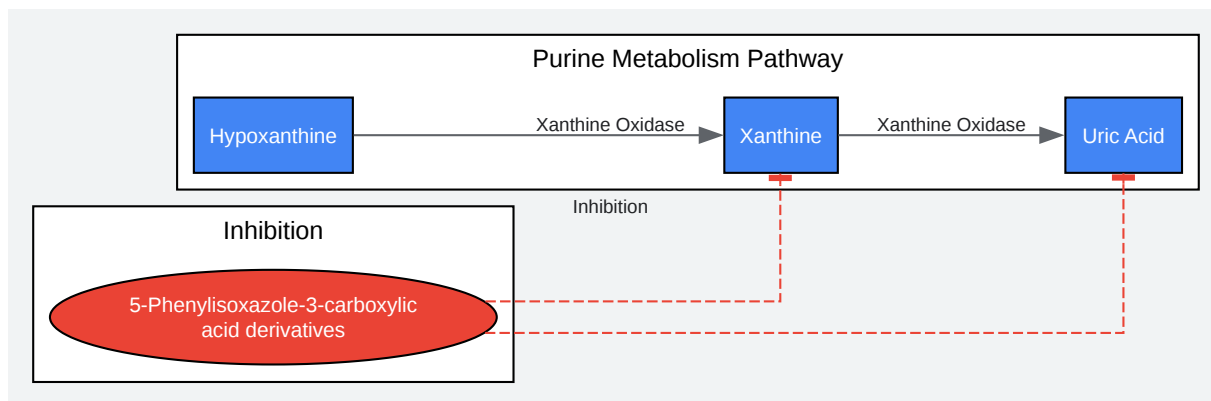 Purine Metabolism Pathway
Hypoxanthine
Xanthine Oxidase
Xanthine
Xanthine Oxidase
Uric Acid
Inhibition
Inhibition
5-Phenylisoxazole-3-carboxylic
acid derivatives